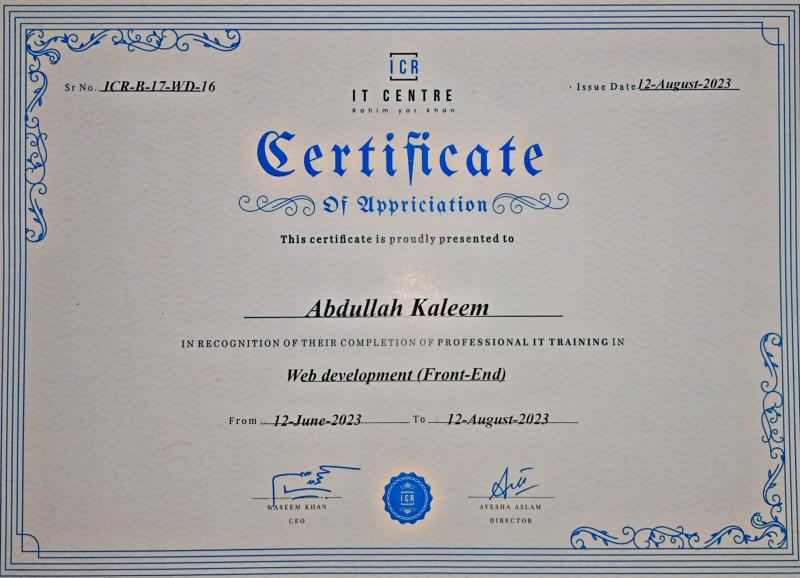 ICR
IT CENTRE
Rahim yar Khan
Sr No. ICR-B-17-WD-16
Issue Date 12-August-2023
Certificate
Of Appriciation
This certificate is proudly presented to
Abdullah Kaleem
IN RECOGNITION OF THEIR COMPLETION OF PROFESSIONAL IT TRAINING IN
Web development (Front-End)
From 12-June-2023 To 12-August-2023
WASEEM KHAN
CEO
ICR
AYESHA ASLAM
DIRECTOR